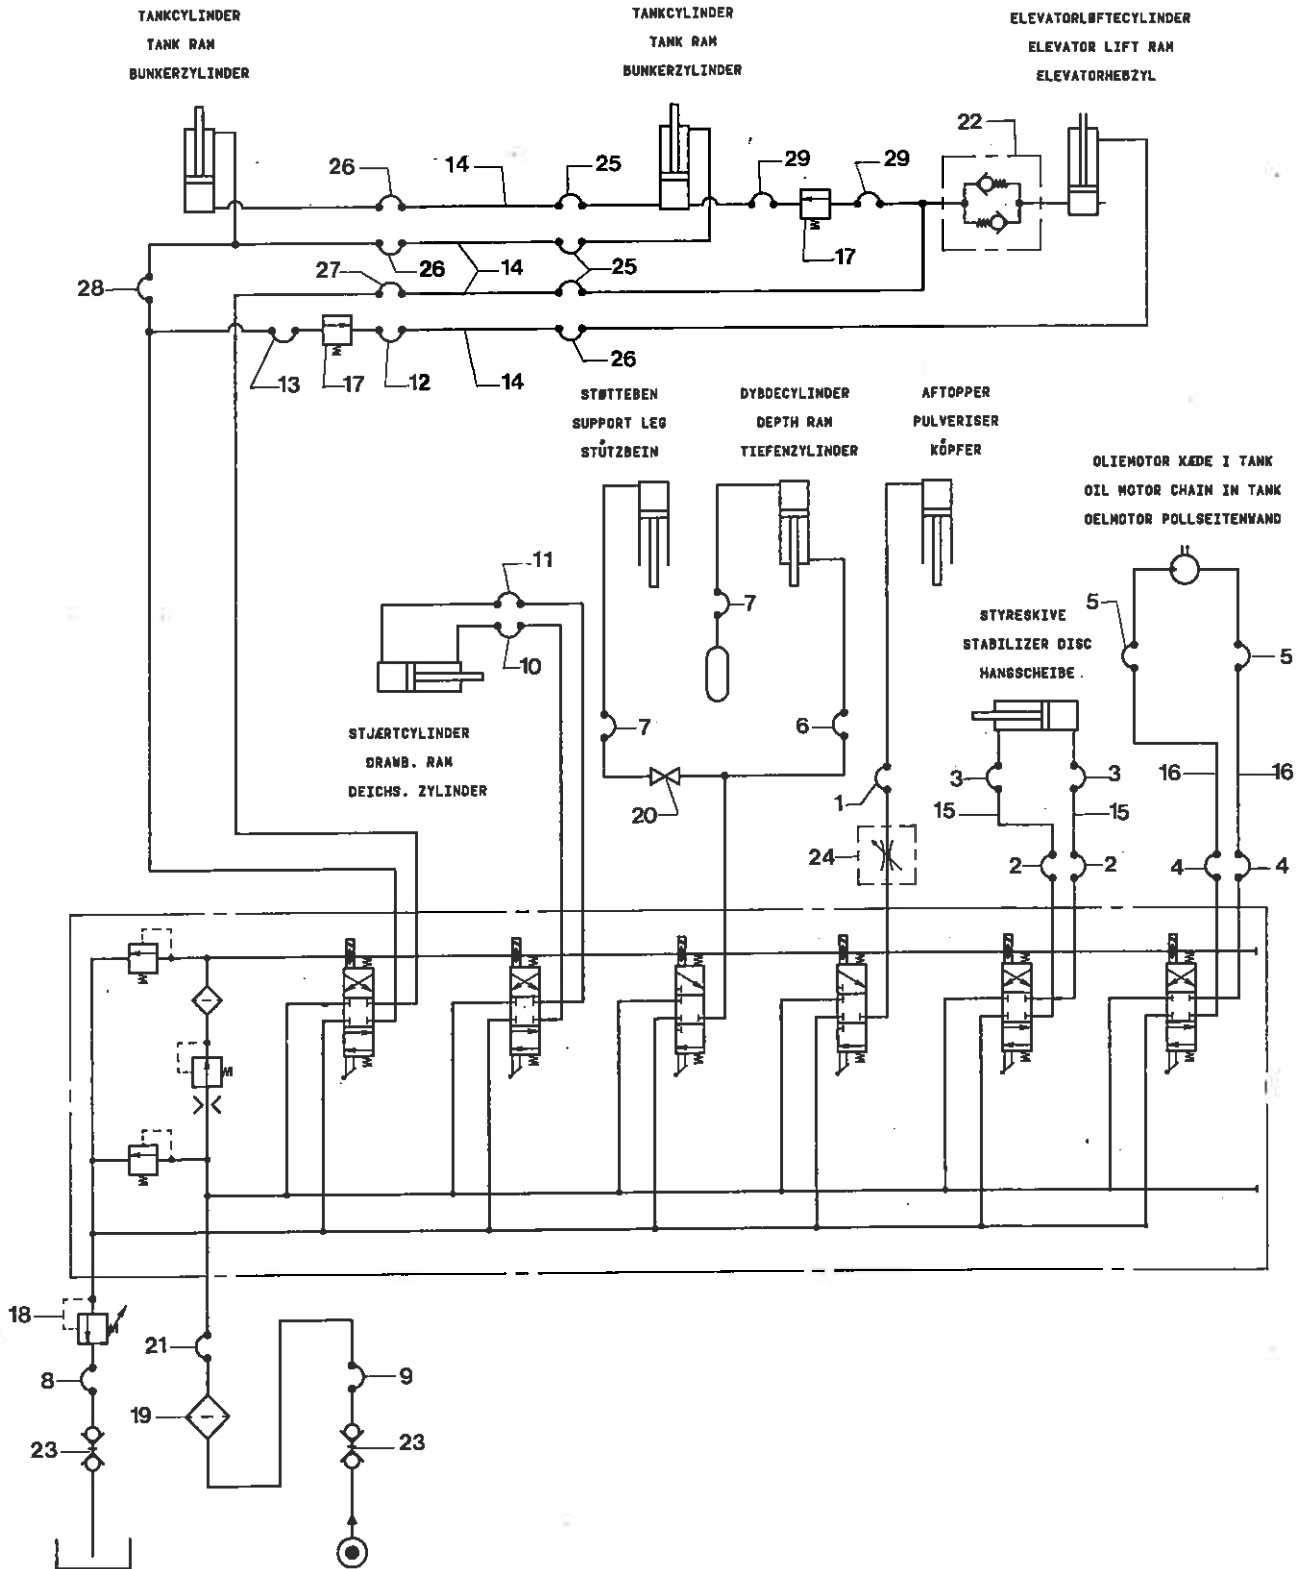 TANKCYLINDER
TANK RAM
BUNKERZYLINDER
TANKCYLINDER
TANK RAM
BUNKERZYLINDER
ELEVATORLØFTECYLINDER
ELEVATOR LIFT RAM
ELEVATORHEBZYL
22
26
14
25
29
29
17
28
27
26
14
25
13
17
12
14
26
STØTTEBEN
SUPPORT LEG
STÜTZBEIN
DYBDECYLINDER
DEPTH RAM
TIEFENZYLINDER
AFTOPPER
PULVERISER
KÖPFER
OLIEMOTOR KÆDE I TANK
OIL MOTOR CHAIN IN TANK
OELMOTOR POLLSEITENWAND
11
10
7
7
6
5
5
STYRESKIVE
STABILIZER DISC
HANGSCHEIBE.
STJÆRTCYLINDER
DRAWB. RAM
DEICHS. ZYLINDER
20
1
24
3
3
15
15
16
16
2
2
4
4
18
21
8
9
19
23
23